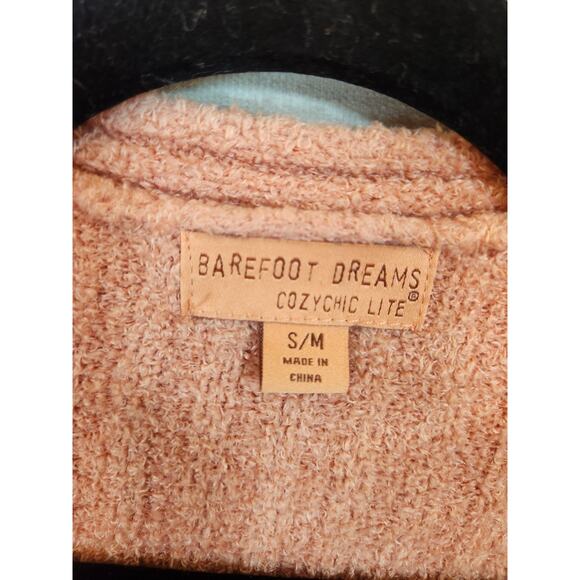 BAREFOOT DREAMS
COZYCHIC LITE®
S/M
MADE IN
CHINA